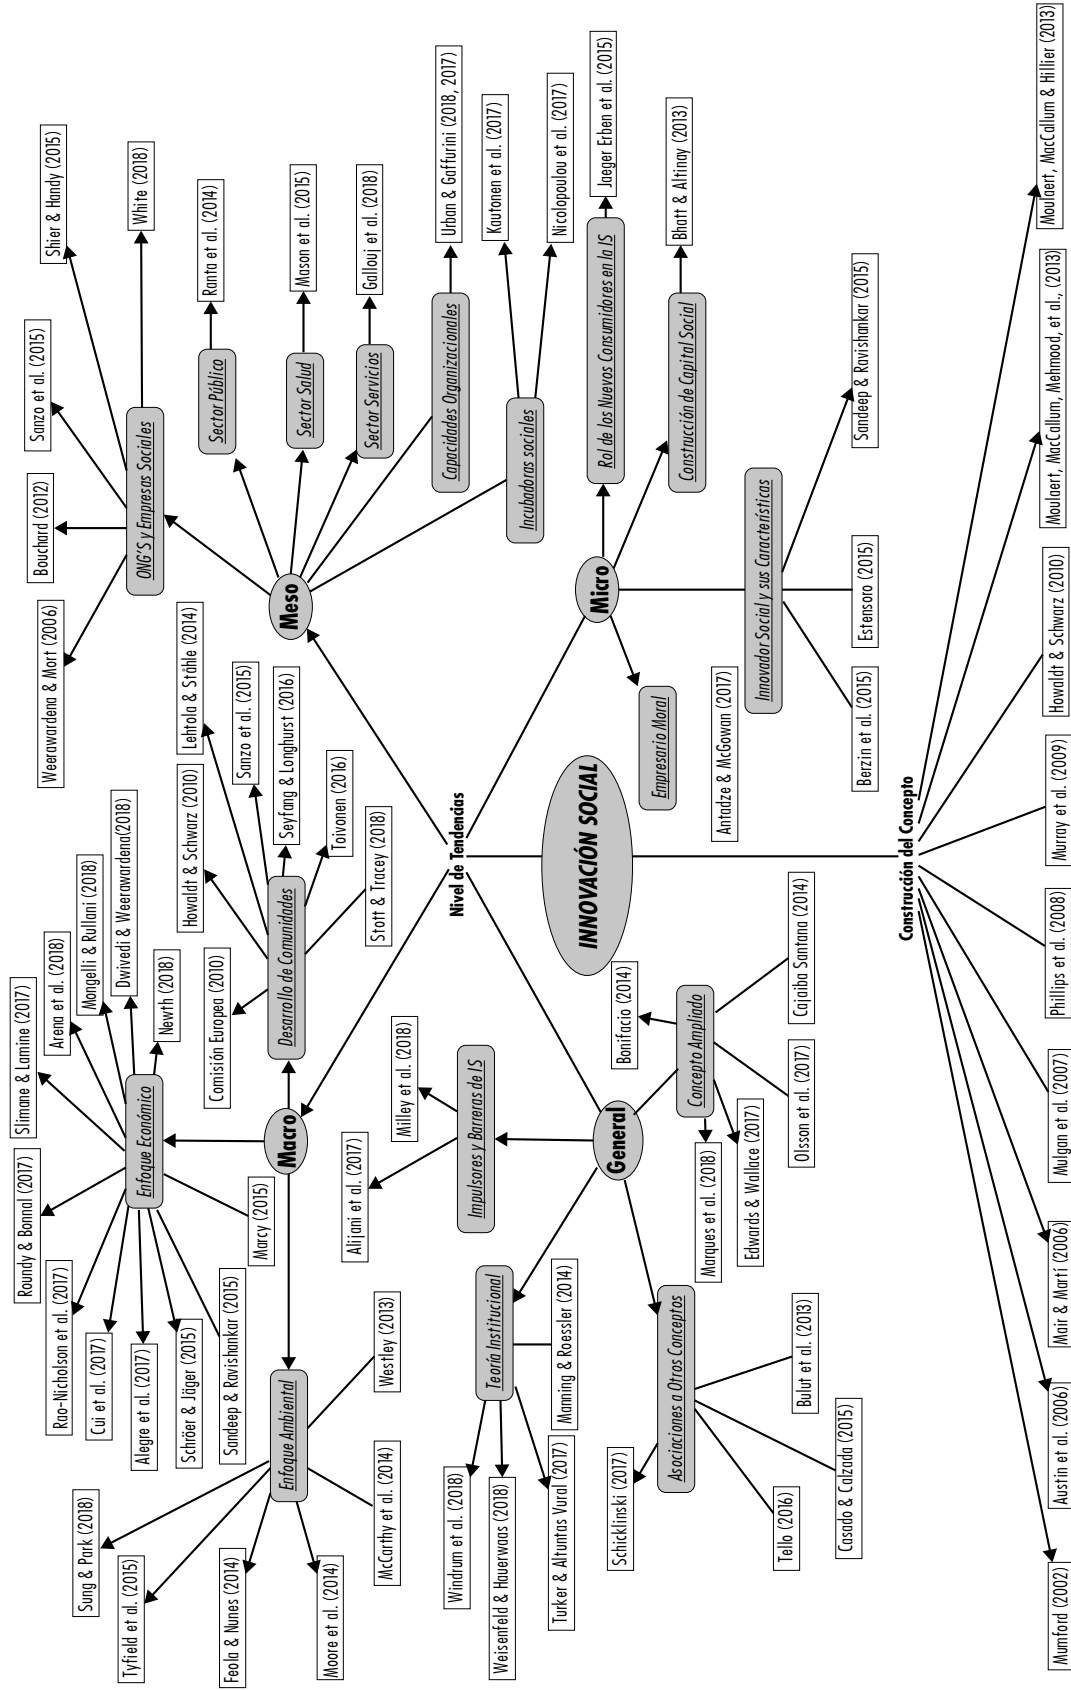 Sung & Park (2018)
Tyfield et al. (2015)
Feola & Nunes (2014)
Moore et al. (2014)
McCarthy et al. (2014)
Westley (2013)
Enfoque Ambiental
Roundy & Bonnal (2017)
Rao-Nicholson et al. (2017)
Cui et al. (2017)
Alegre et al. (2017)
Schröer & Jäger (2015)
Sandeep & Ravishankar (2015)
Marcy (2015)
Slimane & Lamine (2017)
Arena et al. (2018)
Mongelli & Rullani (2018)
Dwivedi & Weerawardena(2018)
Newth (2018)
Enfoque Económico
Macro
Comisión Europea (2010)
Howaldt & Schwarz (2010)
Lehtola & Ståhle (2014)
Sanzo et al. (2015)
Seyfang & Longhurst (2016)
Toivonen (2016)
Stott & Tracey (2018)
Desarrollo de Comunidades
Weerawardena & Mort (2006)
Bouchard (2012)
Sanzo et al. (2015)
Shier & Handy (2015)
White (2018)
ONG'S y Empresas Sociales
Meso
Sector Público
Ranta et al. (2014)
Sector Salud
Mason et al. (2015)
Sector Servicios
Gallouj et al. (2018)
Capacidades Organizacionales
Urban & Gaffurini (2018, 2017)
Incubadoras sociales
Kautonen et al. (2017)
Nicolopoulou et al. (2017)
Nivel de Tendencias
Alijani et al. (2017)
Milley et al. (2018)
Impulsores y Barreras de IS
General
Teoría Institucional
Windrum et al. (2018)
Weisenfeld & Hauerwaas (2018)
Turker & Altuntas Vural (2017)
Manning & Roessler (2014)
Asociaciones a Otros Conceptos
Schicklinski (2017)
Tello (2016)
Casado & Calzada (2015)
Bulut et al. (2013)
Concepto Ampliado
Bonifacio (2014)
Marques et al. (2018)
Edwards & Wallace (2017)
Olsson et al. (2017)
Cajaiba Santana (2014)
INNOVACIÓN SOCIAL
Micro
Rol de los Nuevos Consumidores en la IS
Jaeger Erben et al. (2015)
Construcción de Capital Social
Bhatt & Altinay (2013)
Empresario Moral
Antadze & McGowan (2017)
Innovador Social y sus Características
Berzin et al. (2015)
Estensoro (2015)
Sandeep & Ravishankar (2015)
Construcción del Concepto
Mumford (2002)
Austin et al. (2006)
Mair & Martí (2006)
Mulgan et al. (2007)
Phillips et al. (2008)
Murray et al. (2009)
Howaldt & Schwarz (2010)
Moulaert, MacCallum, Mehmood, et al., (2013)
Moulaert, MacCallum & Hillier (2013)